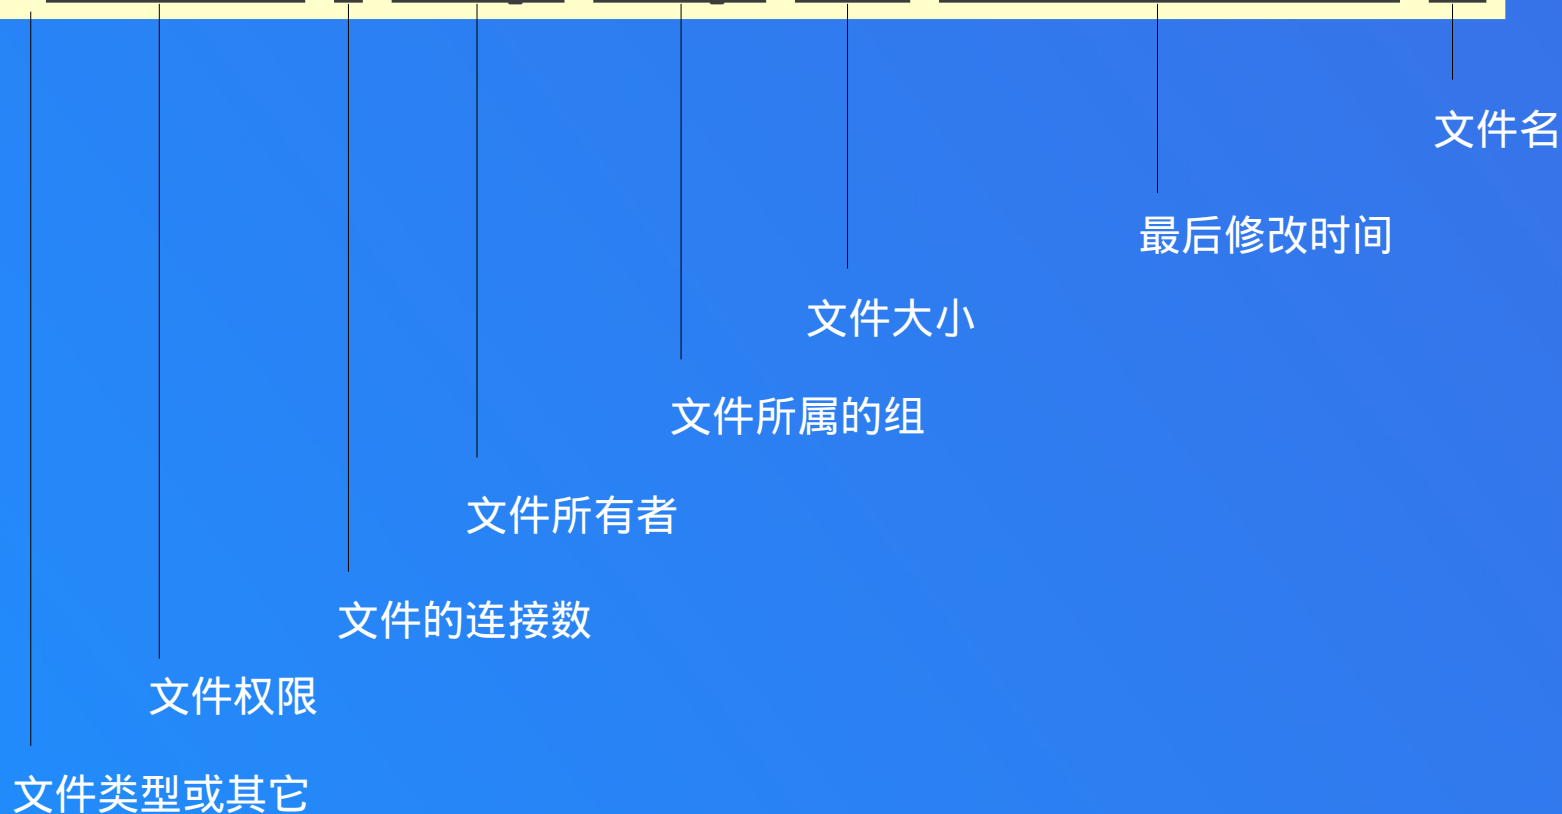 文件名
最后修改时间
文件大小
文件所属的组
文件所有者
文件的连接数
文件权限
文件类型或其它